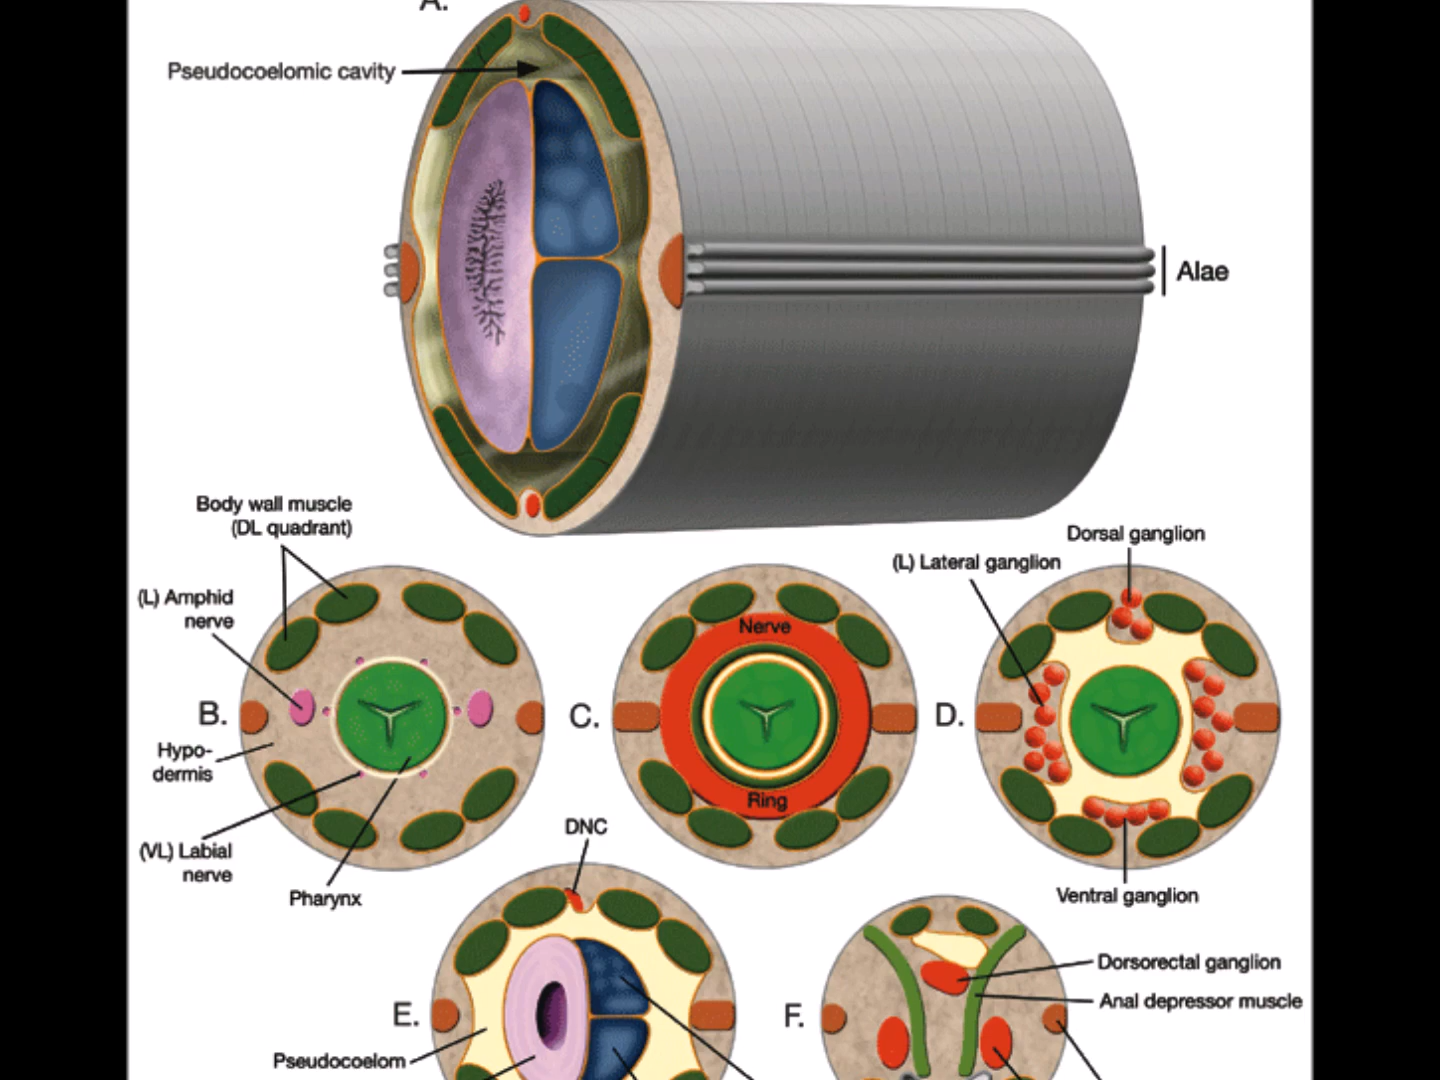 A.
Pseudocoelomic cavity
Alae
Body wall muscle
(DL quadrant)
Dorsal ganglion
(L) Lateral ganglion
(L) Amphid
nerve
Nerve
B.
C.
D.
Hypo-
dermis
Ring
DNC
(VL) Labial
nerve
Pharynx
Ventral ganglion
Dorsorectal ganglion
Anal depressor muscle
E.
F.
Pseudocoelom